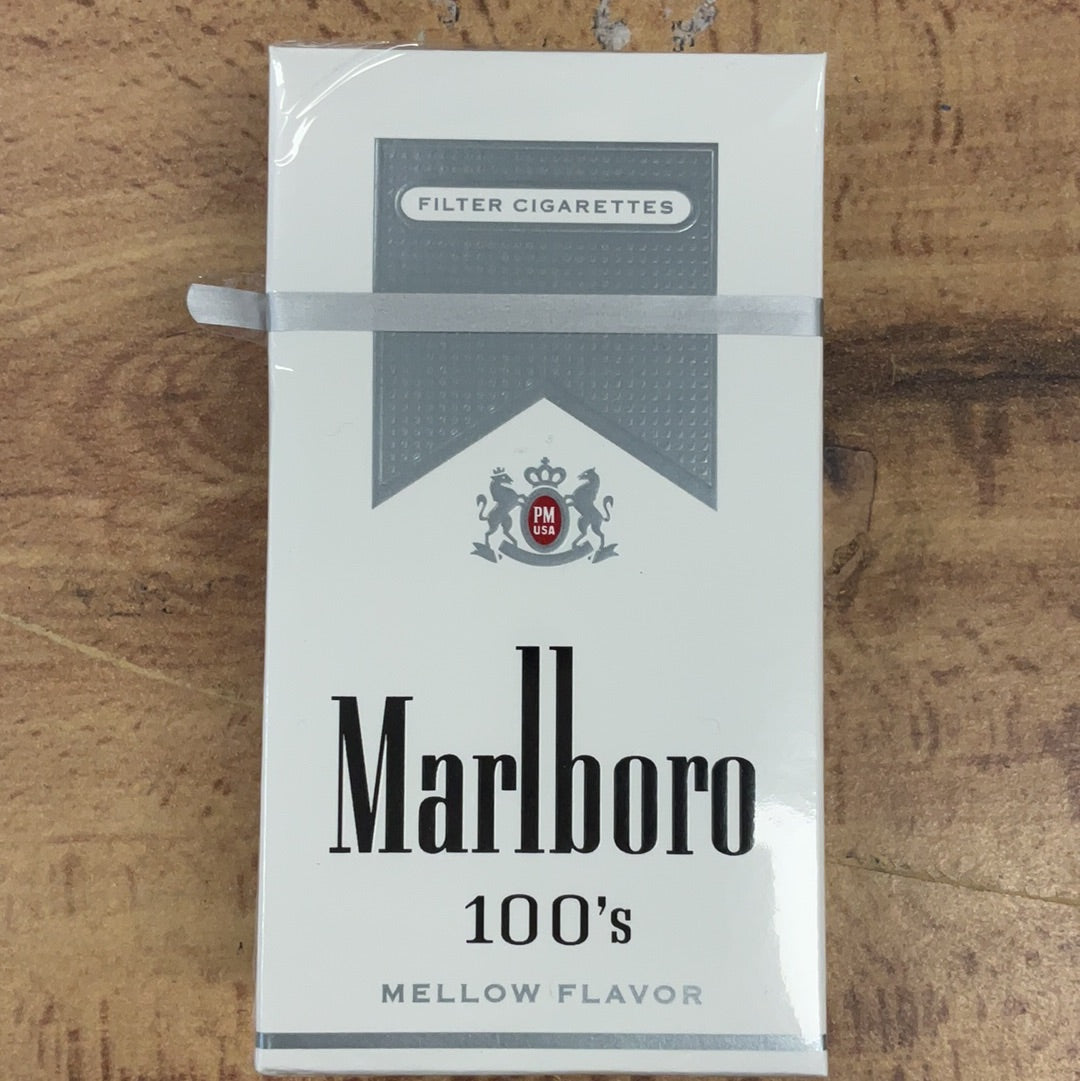 FILTER CIGARETTES
PM
USA
Marlboro
100's
MELLOW FLAVOR